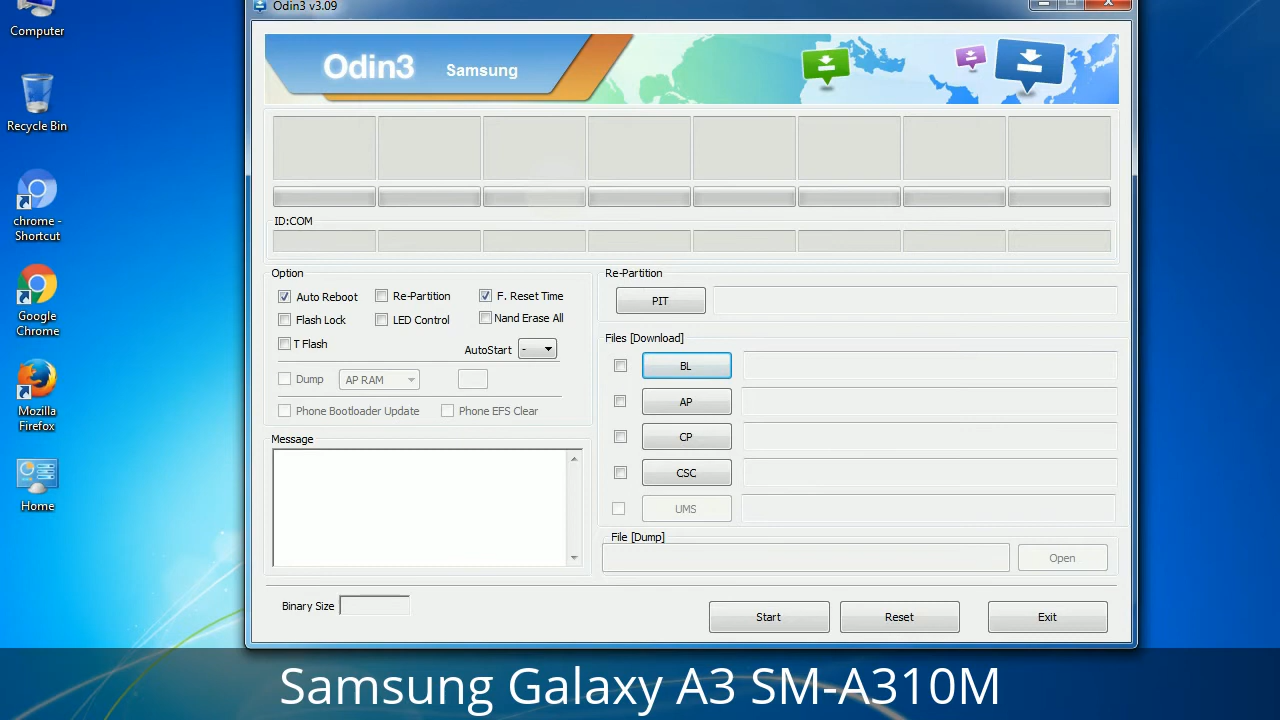 Computer
Recycle Bin
chrome -
Shortcut
Google
Chrome
Mozilla
Firefox
Home
Odin3 v3.09
Odin3 Samsung
ID:COM
Option
Auto Reboot Re-Partition F. Reset Time
Flash Lock LED Control Nand Erase All
T Flash
AutoStart -
Dump AP RAM
Phone Bootloader Update Phone EFS Clear
Message
Re-Partition
PIT
Files [Download]
BL
AP
CP
CSC
UMS
File [Dump]
Open
Binary Size
Start Reset Exit
Samsung Galaxy A3 SM-A310M